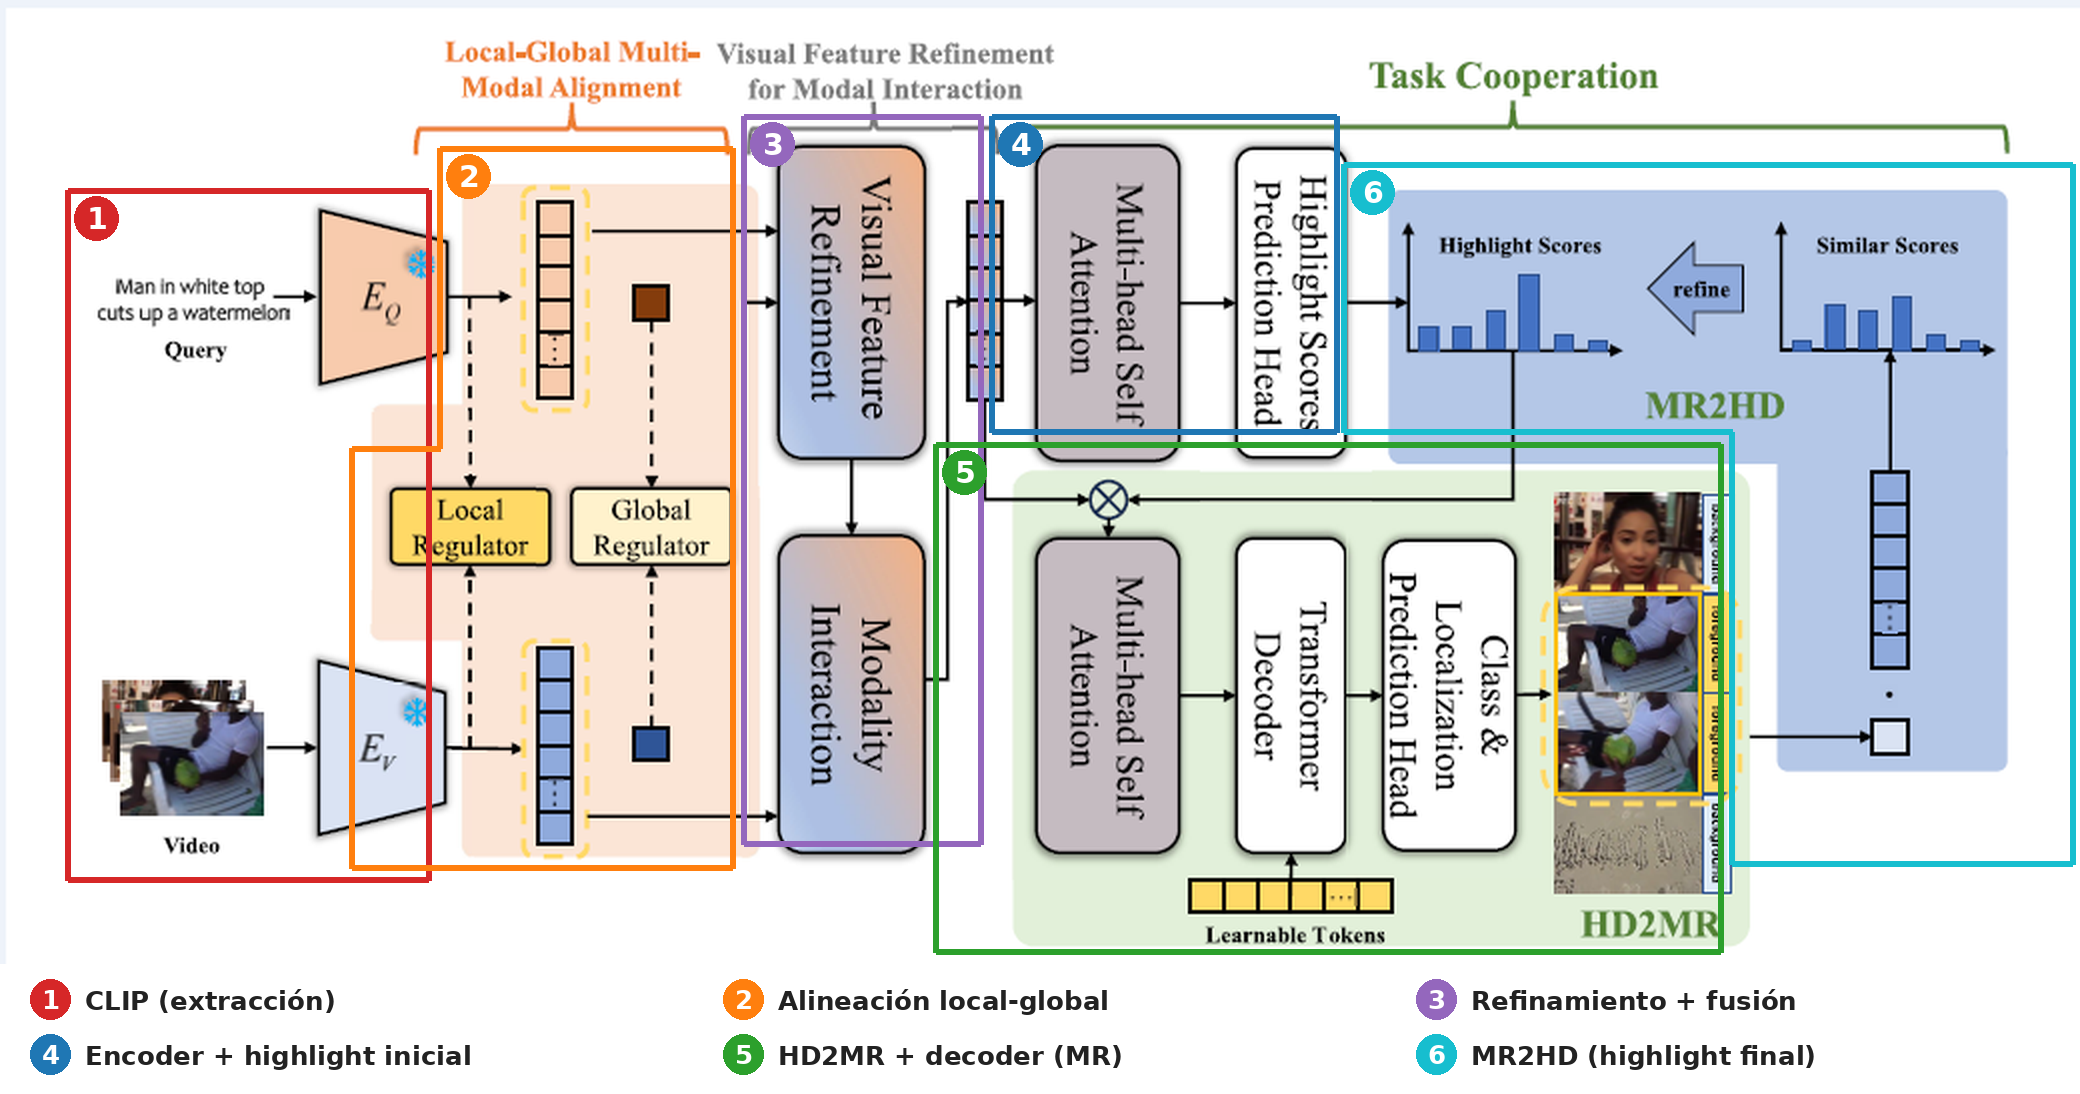 Local-Global Multi-
Modal Alignment
Visual Feature Refinement
for Modal Interaction
Task Cooperation
1
2
3
4
6
5
Man in white top
cuts up a watermelon
Query
E_Q
Visual Feature
Refinement
Multi-head Self
Attention
Highlight Scores
Prediction Head
Highlight Scores
refine
Similar Scores
MR2HD
Local
Regulator
Global
Regulator
Video
E_V
Modality
Interaction
Multi-head Self
Attention
Transformer
Decoder
Class &
Localization
Prediction Head
background
foreground
foreground
background
Learnable Tokens
HD2MR
1 CLIP (extracción)
2 Alineación local-global
3 Refinamiento + fusión
4 Encoder + highlight inicial
5 HD2MR + decoder (MR)
6 MR2HD (highlight final)